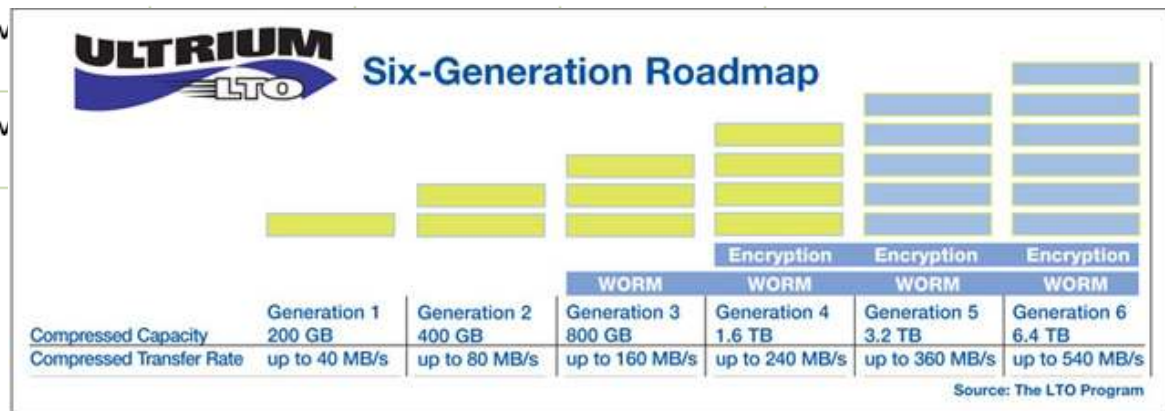 ULTRIUM
LTO
Six-Generation Roadmap
Encryption Encryption Encryption
WORM WORM WORM WORM
Generation 1 Generation 2 Generation 3 Generation 4 Generation 5 Generation 6
Compressed Capacity 200 GB 400 GB 800 GB 1.6 TB 3.2 TB 6.4 TB
Compressed Transfer Rate up to 40 MB/s up to 80 MB/s up to 160 MB/s up to 240 MB/s up to 360 MB/s up to 540 MB/s
Source: The LTO Program